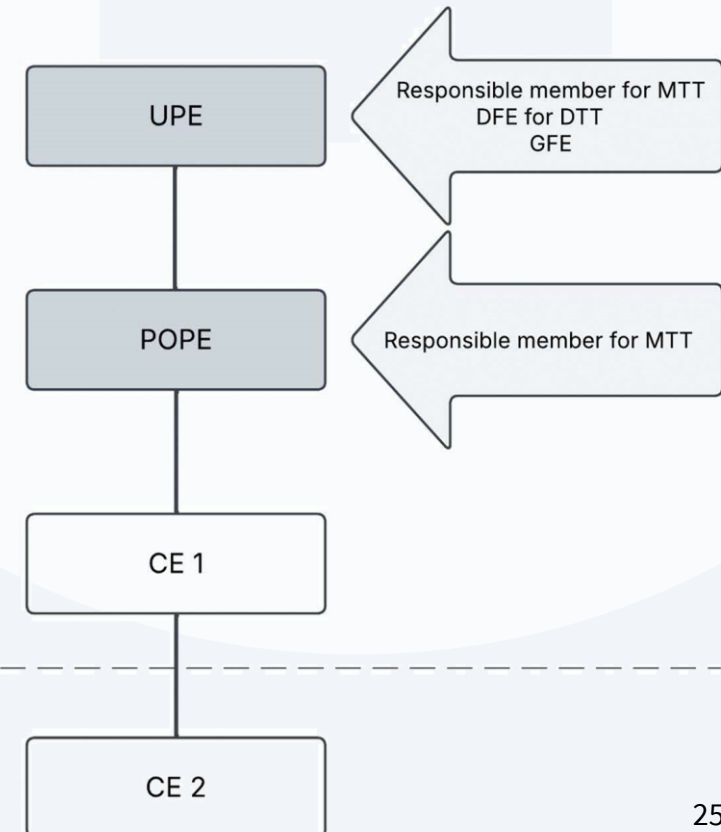 UPE
Responsible member for MTT
DFE for DTT
GFE
POPE
Responsible member for MTT
CE 1
CE 2
25